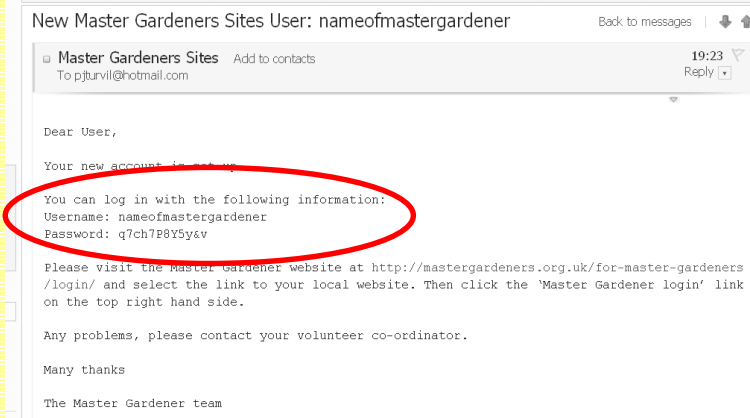 New Master Gardeners Sites User: nameofmastergardener
Back to messages
Master Gardeners Sites Add to contacts
19:23
To pjturvil@hotmail.com
Reply
Dear User,
Your new account is set up
You can log in with the following information:
Username: nameofmastergardener
Password: q7ch7P8Y5y&v
Please visit the Master Gardener website at http://mastergardeners.org.uk/for-master-gardeners
/login/ and select the link to your local website. Then click the ‘Master Gardener login’ link
on the top right hand side.
Any problems, please contact your volunteer co-ordinator.
Many thanks
The Master Gardener team